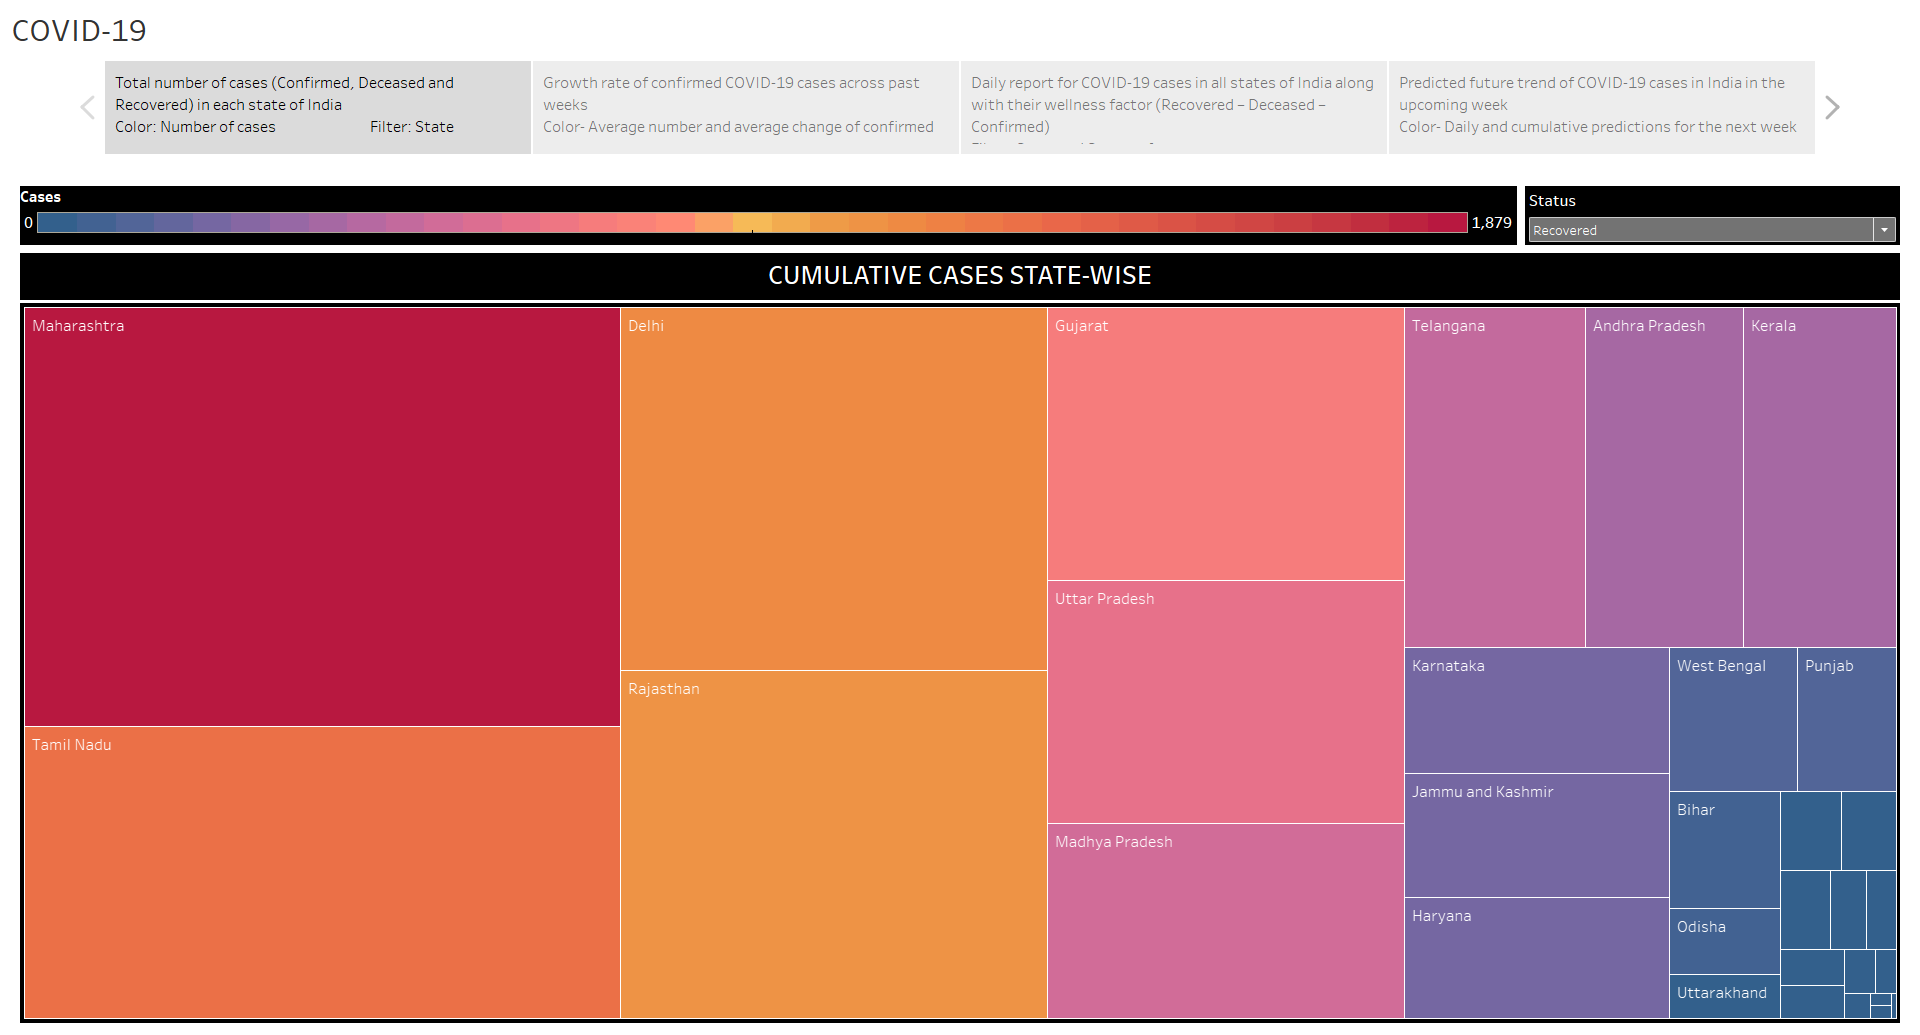 COVID-19
Total number of cases (Confirmed, Deceased and
Recovered) in each state of India
Color: Number of cases Filter: State
Growth rate of confirmed COVID-19 cases across past
weeks
Color- Average number and average change of confirmed
Daily report for COVID-19 cases in all states of India along
with their wellness factor (Recovered – Deceased –
Confirmed)
Predicted future trend of COVID-19 cases in India in the
upcoming week
Color- Daily and cumulative predictions for the next week
Cases
0 1,879
Status
Recovered
CUMULATIVE CASES STATE-WISE
Maharashtra
Delhi
Gujarat
Telangana
Andhra Pradesh
Kerala
Uttar Pradesh
Karnataka
West Bengal
Punjab
Rajasthan
Tamil Nadu
Jammu and Kashmir
Bihar
Madhya Pradesh
Haryana
Odisha
Uttarakhand